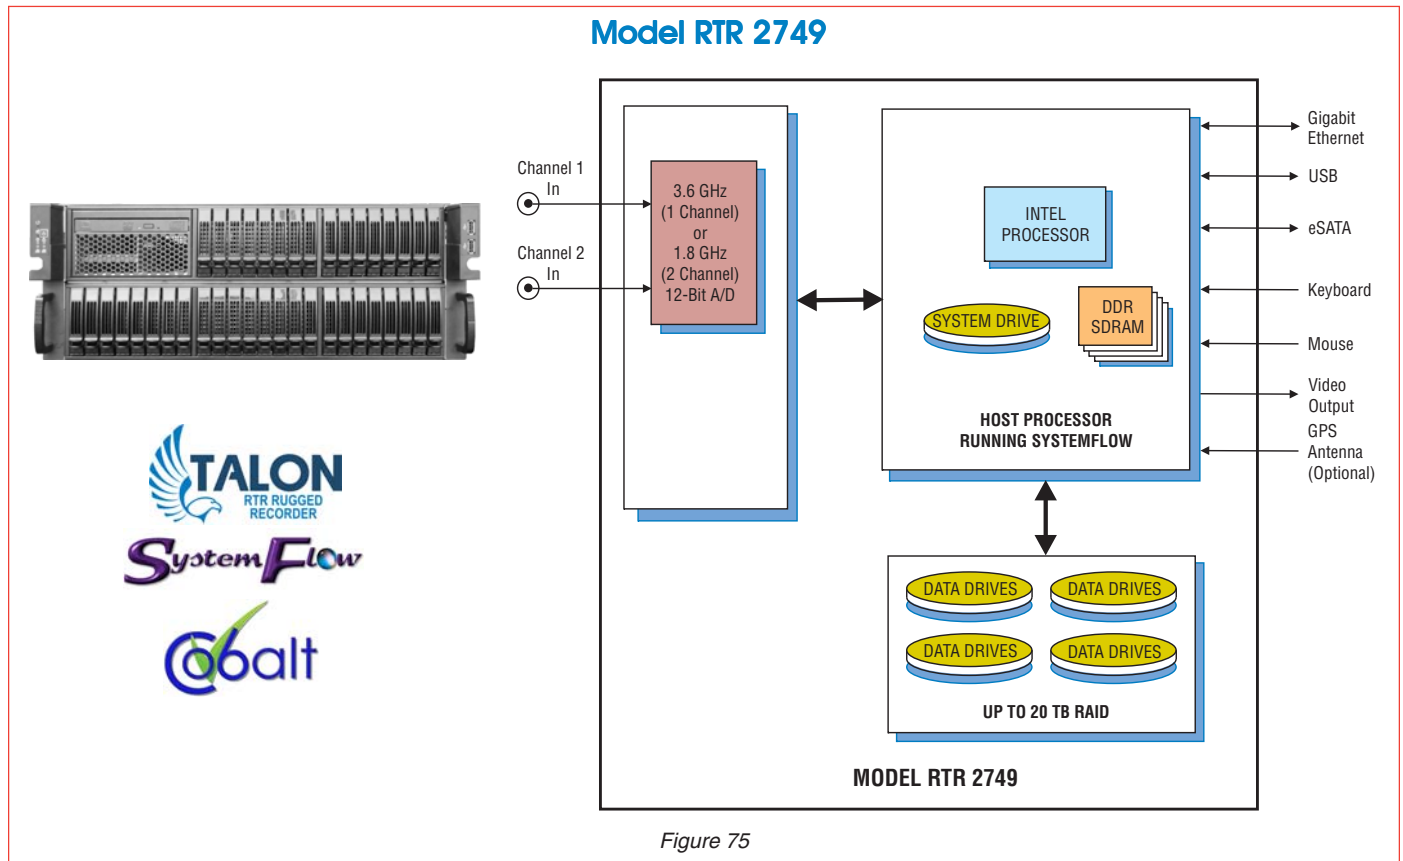 Model RTR 2749
Channel 1
In
Channel 2
In
3.6 GHz
(1 Channel)
or
1.8 GHz
(2 Channel)
12-Bit A/D
INTEL
PROCESSOR
SYSTEM DRIVE
DDR
SDRAM
HOST PROCESSOR
RUNNING SYSTEMFLOW
Gigabit
Ethernet
USB
eSATA
Keyboard
Mouse
Video
Output
GPS
Antenna
(Optional)
TALON
RTR RUGGED
RECORDER
SystemFlow
Cobalt
DATA DRIVES
DATA DRIVES
DATA DRIVES
DATA DRIVES
UP TO 20 TB RAID
MODEL RTR 2749
Figure 75